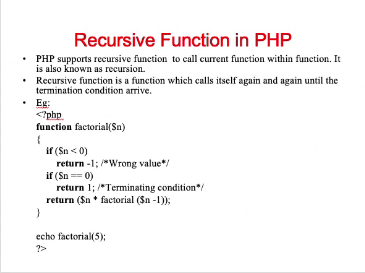 Recursive Function in PHP
• PHP supports recursive function to call current function within function. It
is also known as recursion.
• Recursive function is a function which calls itself again and again until the
termination condition arrive.
• Eg:
<?php
function factorial($n)
{
if ($n < 0)
return -1; /*Wrong value*/
if ($n == 0)
return 1; /*Terminating condition*/
return ($n * factorial ($n -1));
}
echo factorial(5);
?>